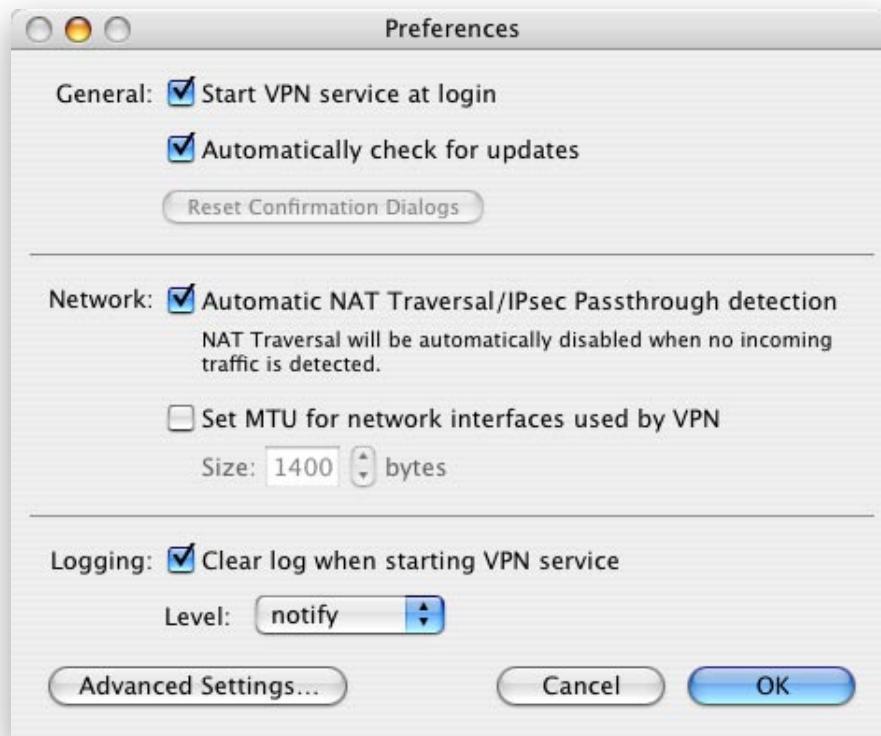 Preferences
General: Start VPN service at login
Automatically check for updates
Reset Confirmation Dialogs
Network: Automatic NAT Traversal/IPsec Passthrough detection
NAT Traversal will be automatically disabled when no incoming
traffic is detected.
Set MTU for network interfaces used by VPN
Size: 1400 bytes
Logging: Clear log when starting VPN service
Level: notify
Advanced Settings... Cancel OK